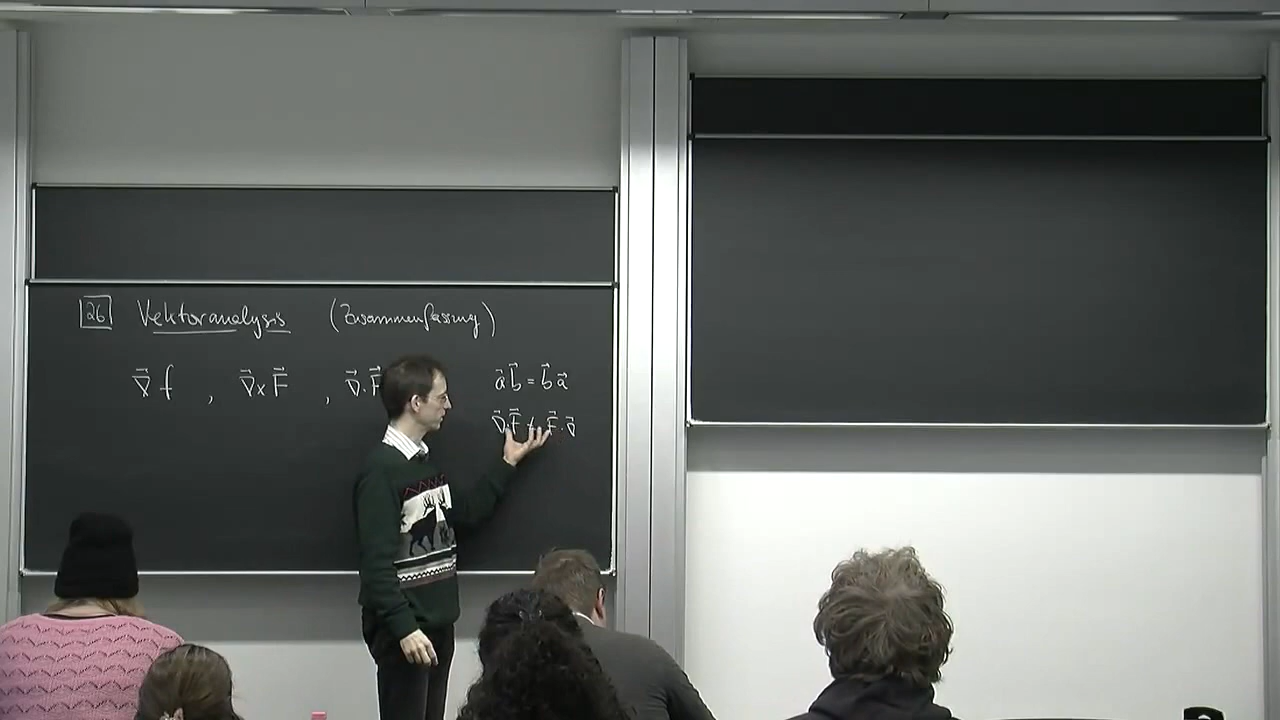 26 Vektoranalysis (Zusammenfassung)
∇⃗f , ∇⃗×F⃗ , ∇⃗·F⃗
a⃗b⃗ = b⃗a⃗
∇⃗·F⃗ ≠ F⃗·∇⃗